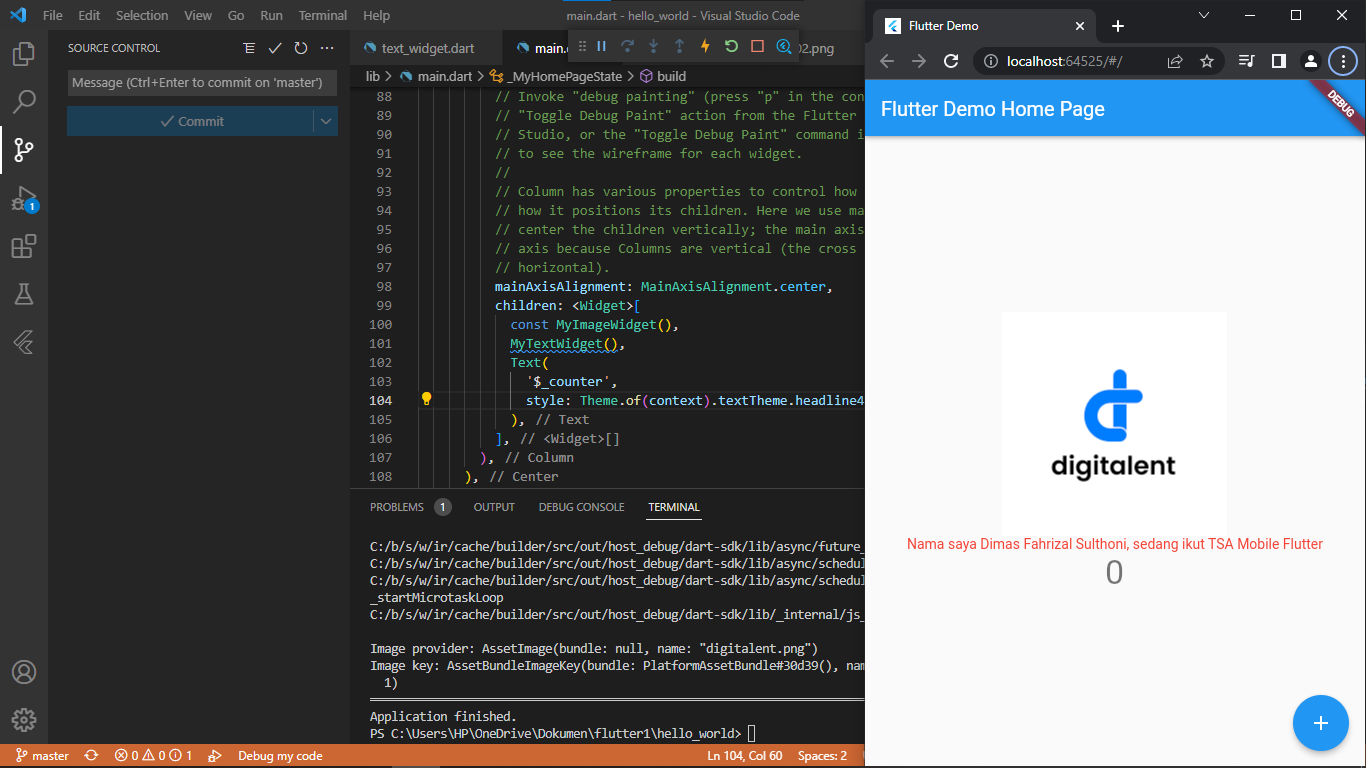 File Edit Selection View Go Run Terminal Help
main.dart - hello_world - Visual Studio Code
SOURCE CONTROL
Message (Ctrl+Enter to commit on 'master')
Commit
1
text_widget.dart
main.
02.png
lib > main.dart > _MyHomePageState > build
88 // Invoke "debug painting" (press "p" in the con
89 // "Toggle Debug Paint" action from the Flutter
90 // Studio, or the "Toggle Debug Paint" command i
91 // to see the wireframe for each widget.
92 //
93 // Column has various properties to control how
94 // how it positions its children. Here we use ma
95 // center the children vertically; the main axis
96 // axis because Columns are vertical (the cross
97 // horizontal).
98 mainAxisAlignment: MainAxisAlignment.center,
99 children: <Widget>[
100 const MyImageWidget(),
101 MyTextWidget(),
102 Text(
103 '$_counter',
104 style: Theme.of(context).textTheme.headline4
105 ), // Text
106 ], // <Widget>[]
107 ), // Column
108 ), // Center
PROBLEMS 1 OUTPUT DEBUG CONSOLE TERMINAL
C:/b/s/w/ir/cache/builder/src/out/host_debug/dart-sdk/lib/async/future_
C:/b/s/w/ir/cache/builder/src/out/host_debug/dart-sdk/lib/async/schedul
C:/b/s/w/ir/cache/builder/src/out/host_debug/dart-sdk/lib/async/schedul
_startMicrotaskLoop
C:/b/s/w/ir/cache/builder/src/out/host_debug/dart-sdk/lib/_internal/js_
Image provider: AssetImage(bundle: null, name: "digitalent.png")
Image key: AssetBundleImageKey(bundle: PlatformAssetBundle#30d39(), nam
1)
Application finished.
PS C:\Users\HP\OneDrive\Dokumen\flutter1\hello_world>
master 0 0 1 Debug my code Ln 104, Col 60 Spaces: 2
Flutter Demo
localhost:64525/#/
Flutter Demo Home Page
DEBUG
digitalent
Nama saya Dimas Fahrizal Sulthoni, sedang ikut TSA Mobile Flutter
0